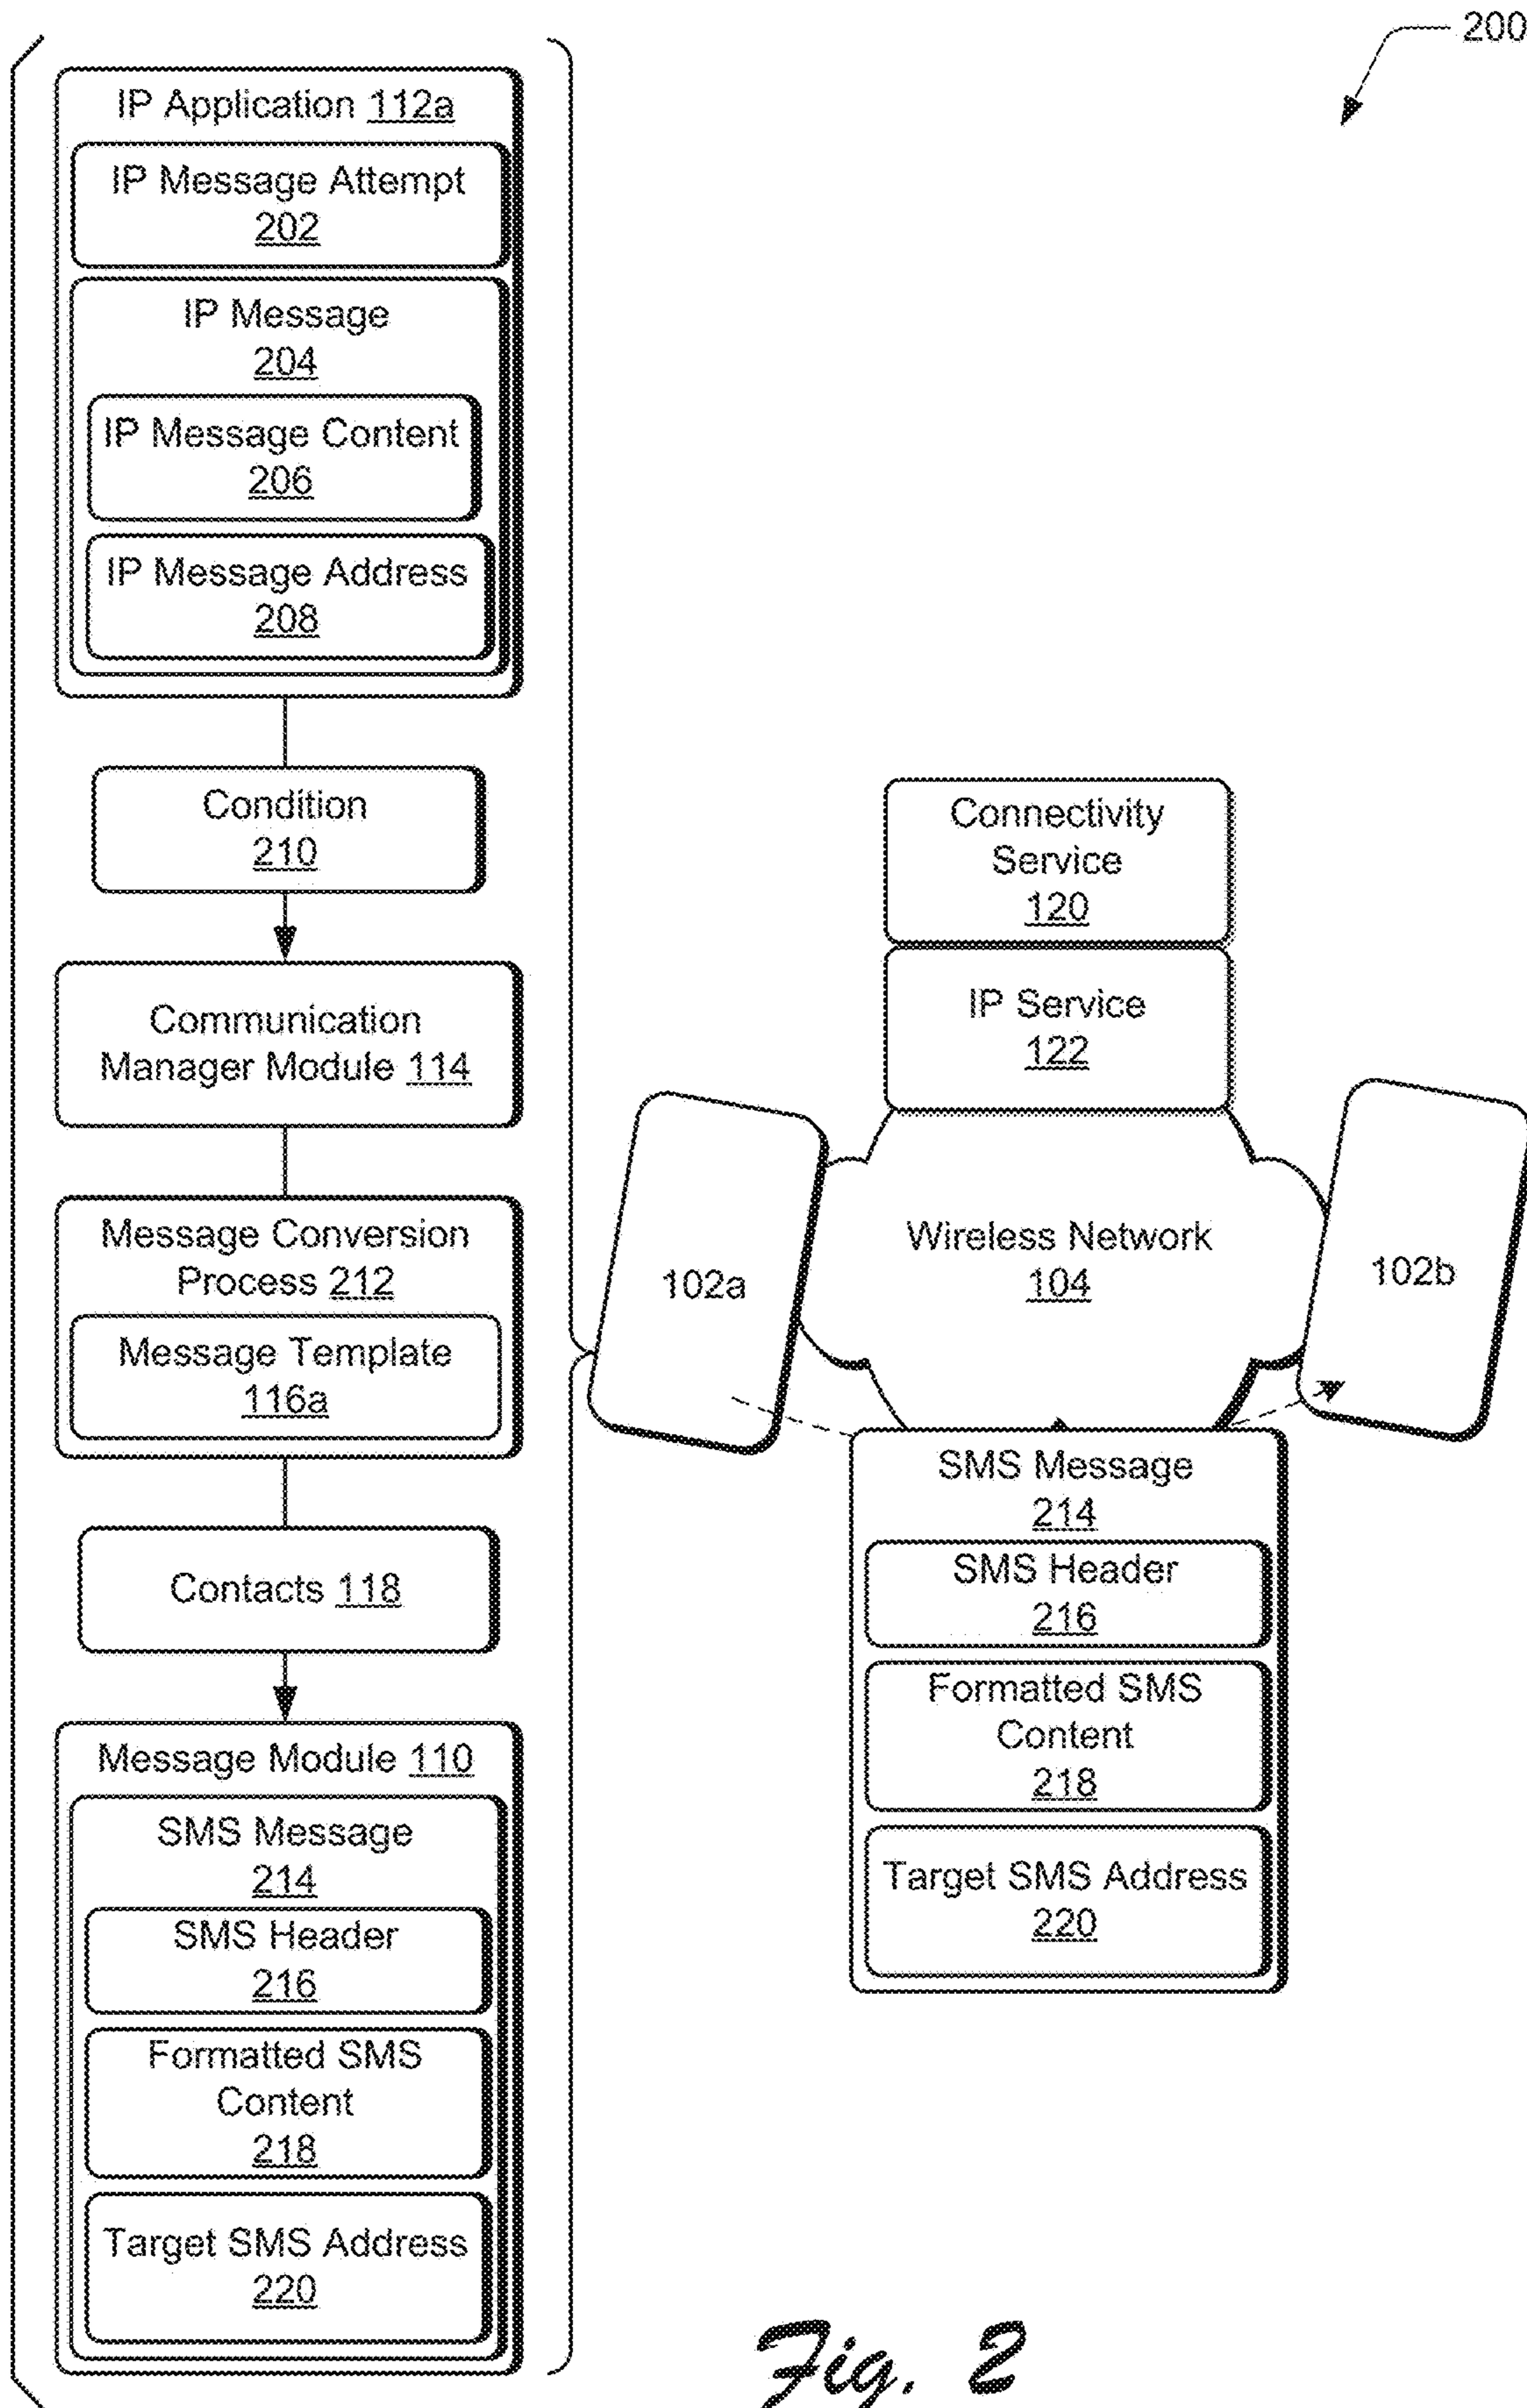 200
IP Application 112a
IP Message Attempt
202
IP Message
204
IP Message Content
206
IP Message Address
208
Condition
210
Communication
Manager Module 114
Message Conversion
Process 212
Message Template
116a
Contacts 118
Message Module 110
SMS Message
214
SMS Header
216
Formatted SMS
Content
218
Target SMS Address
220
Connectivity
Service
120
IP Service
122
102a
Wireless Network
104
102b
SMS Message
214
SMS Header
216
Formatted SMS
Content
218
Target SMS Address
220
Fig. 2